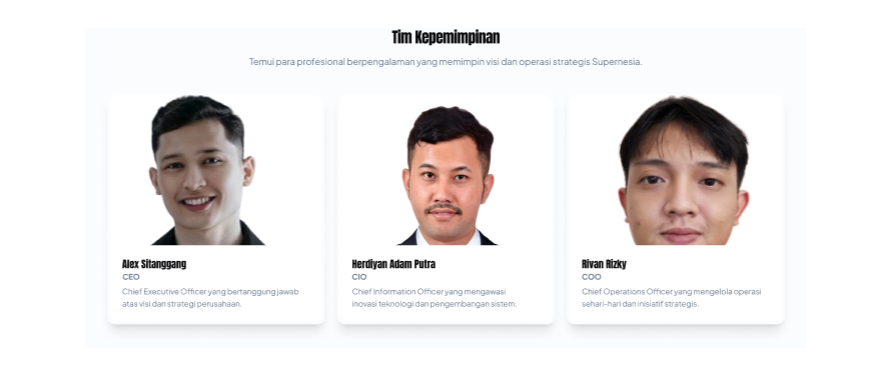 Tim Kepemimpinan
Temui para profesional berpengalaman yang memimpin visi dan operasi strategis Supernesia.
Alex Sitanggang
CEO
Chief Executive Officer yang bertanggung jawab
atas visi dan strategi perusahaan.
Herdiyan Adam Putra
CIO
Chief Information Officer yang mengawasi
inovasi teknologi dan pengembangan sistem.
Rivan Rizky
COO
Chief Operations Officer yang mengelola operasi
sehari-hari dan inisiatif strategis.